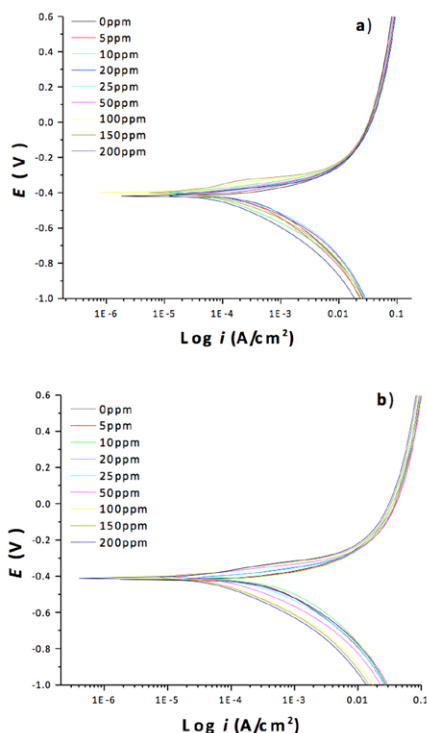 a)
0ppm
5ppm
10ppm
20ppm
25ppm
50ppm
100ppm
150ppm
200ppm
E (V)
0.6
0.4
0.2
0.0
-0.2
-0.4
-0.6
-0.8
-1.0
1E-6 1E-5 1E-4 1E-3 0.01 0.1
Log i (A/cm²)
b)
0ppm
5ppm
10ppm
20ppm
25ppm
50ppm
100ppm
150ppm
200ppm
E (V)
0.6
0.4
0.2
0.0
-0.2
-0.4
-0.6
-0.8
-1.0
1E-6 1E-5 1E-4 1E-3 0.01 0.1
Log i (A/cm²)